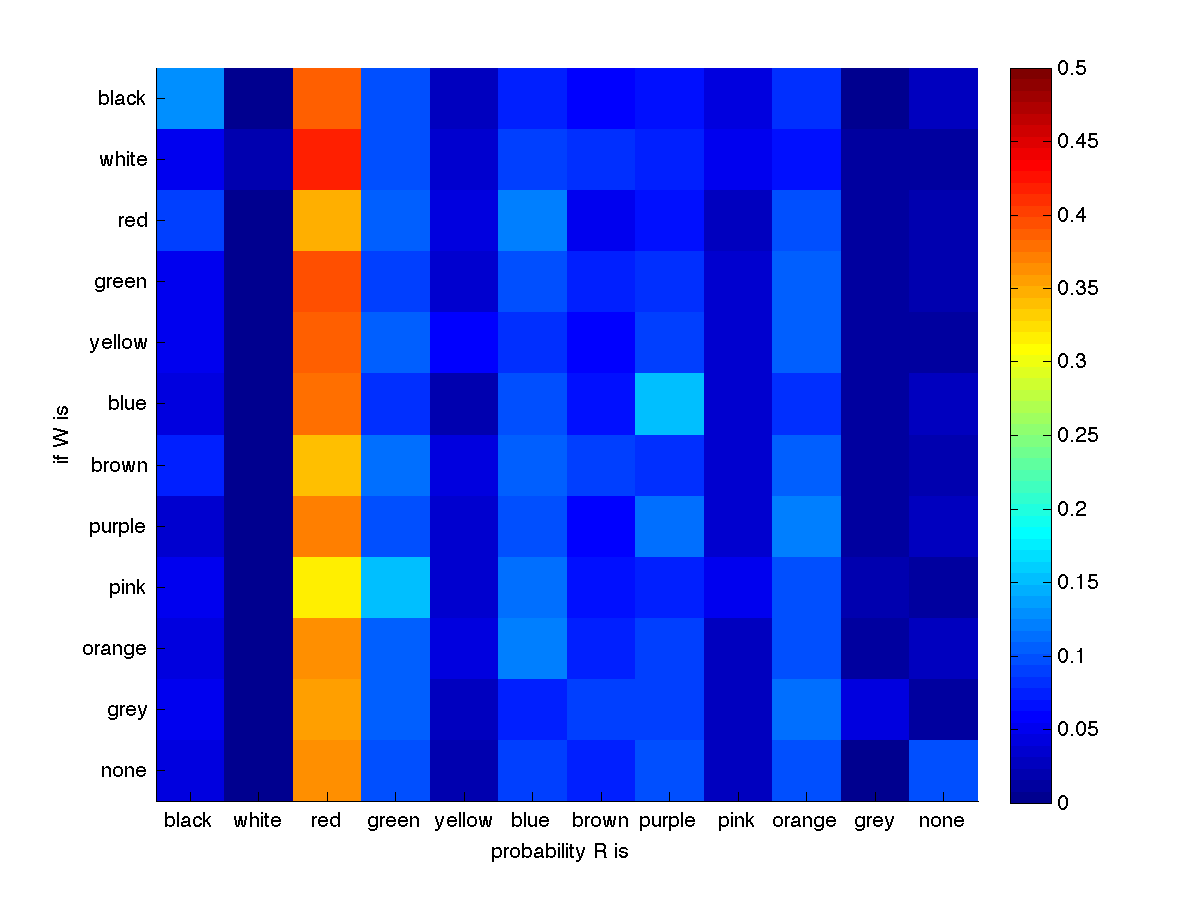 if W is
black
white
red
green
yellow
blue
brown
purple
pink
orange
grey
none
black white red green yellow blue brown purple pink orange grey none
probability R is
0.5
0.45
0.4
0.35
0.3
0.25
0.2
0.15
0.1
0.05
0